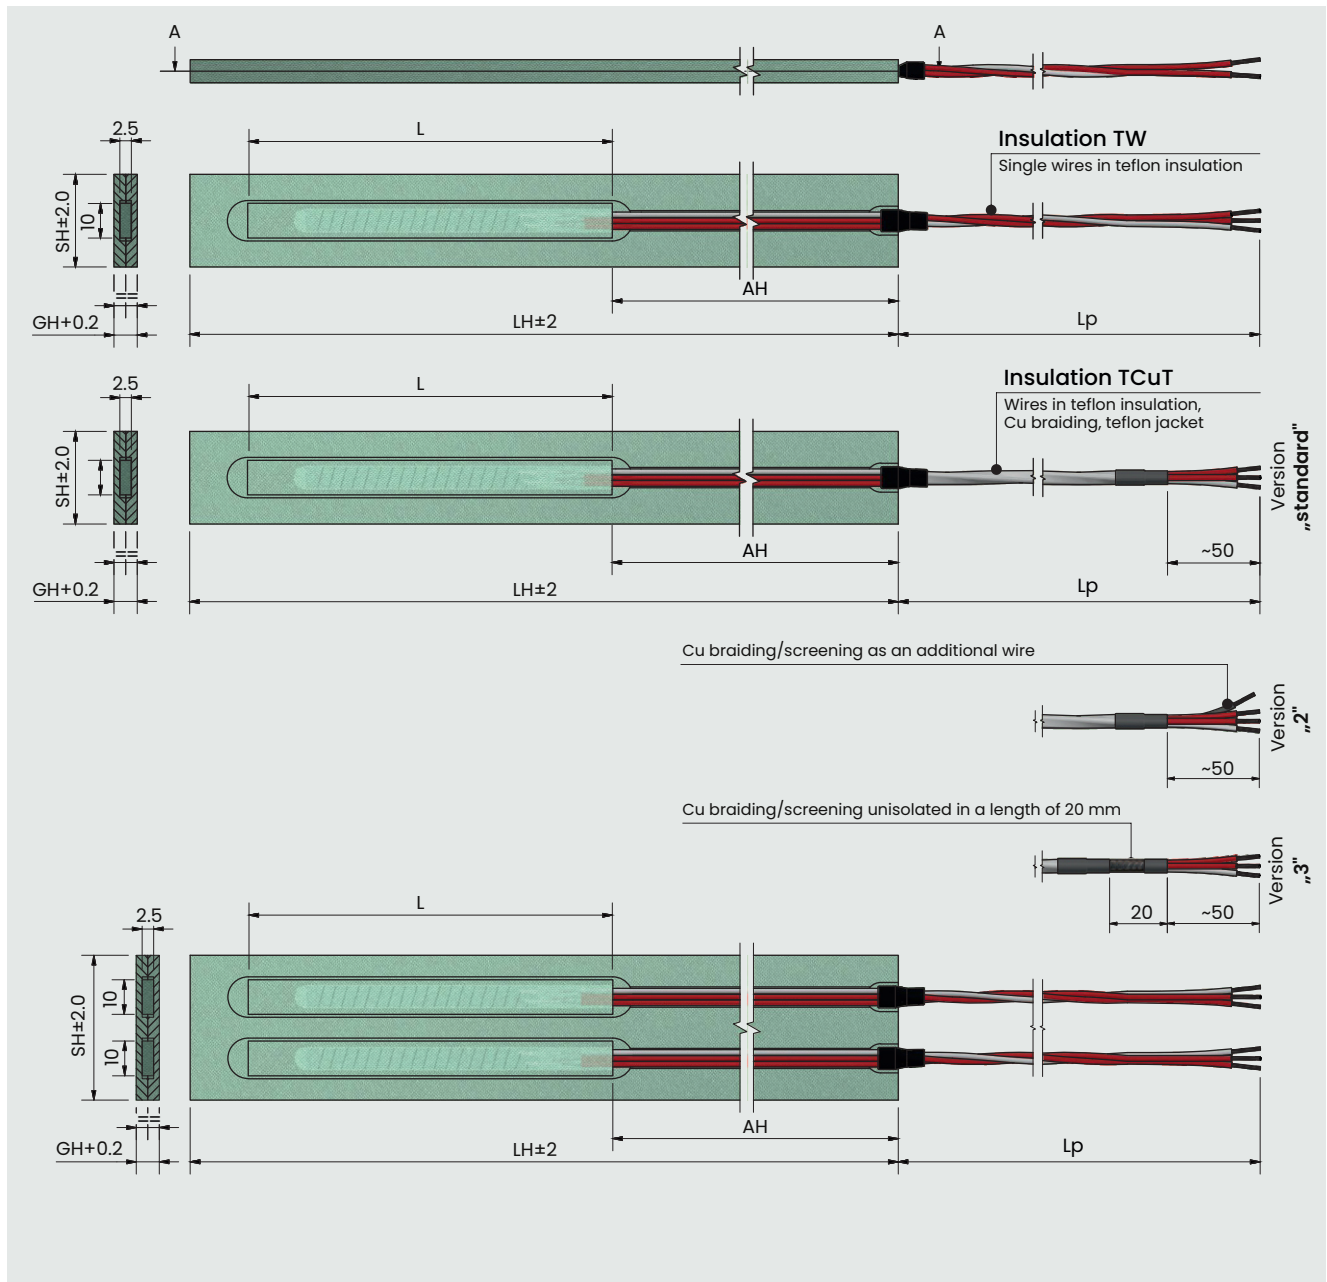 A
A
2.5
L
Insulation TW
Single wires in teflon insulation
SH±2.0
10
==
AH
GH+0.2
LH±2
Lp
2.5
L
Insulation TCuT
Wires in teflon insulation,
Cu braiding, teflon jacket
SH±2.0
Version
„standard"
==
AH
~50
GH+0.2
LH±2
Lp
Cu braiding/screening as an additional wire
Version
„2"
~50
Cu braiding/screening unisolated in a length of 20 mm
Version
„3"
20
~50
2.5
L
SH±2.0
10
10
==
AH
GH+0.2
LH±2
Lp